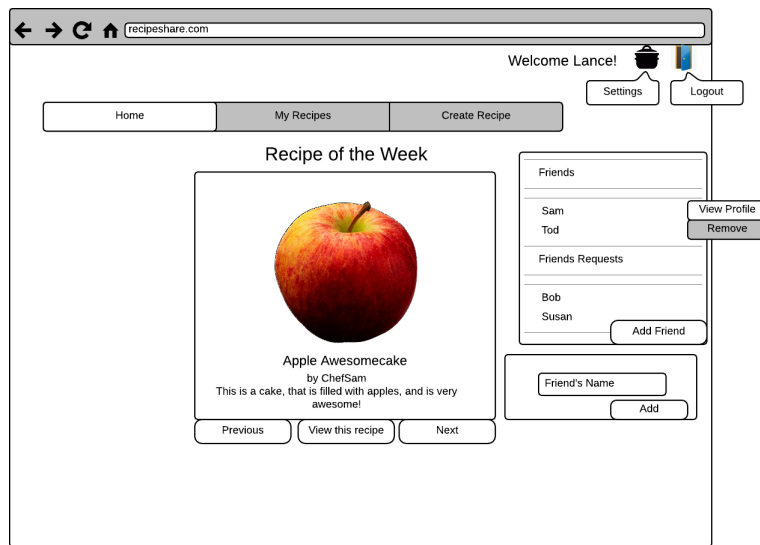 recipeshare.com
Welcome Lance!
Settings
Logout
Home
My Recipes
Create Recipe
Recipe of the Week
Apple Awesomecake
by ChefSam
This is a cake, that is filled with apples, and is very
awesome!
Previous
View this recipe
Next
Friends
Sam
View Profile
Tod
Remove
Friends Requests
Bob
Susan
Add Friend
Friend's Name
Add